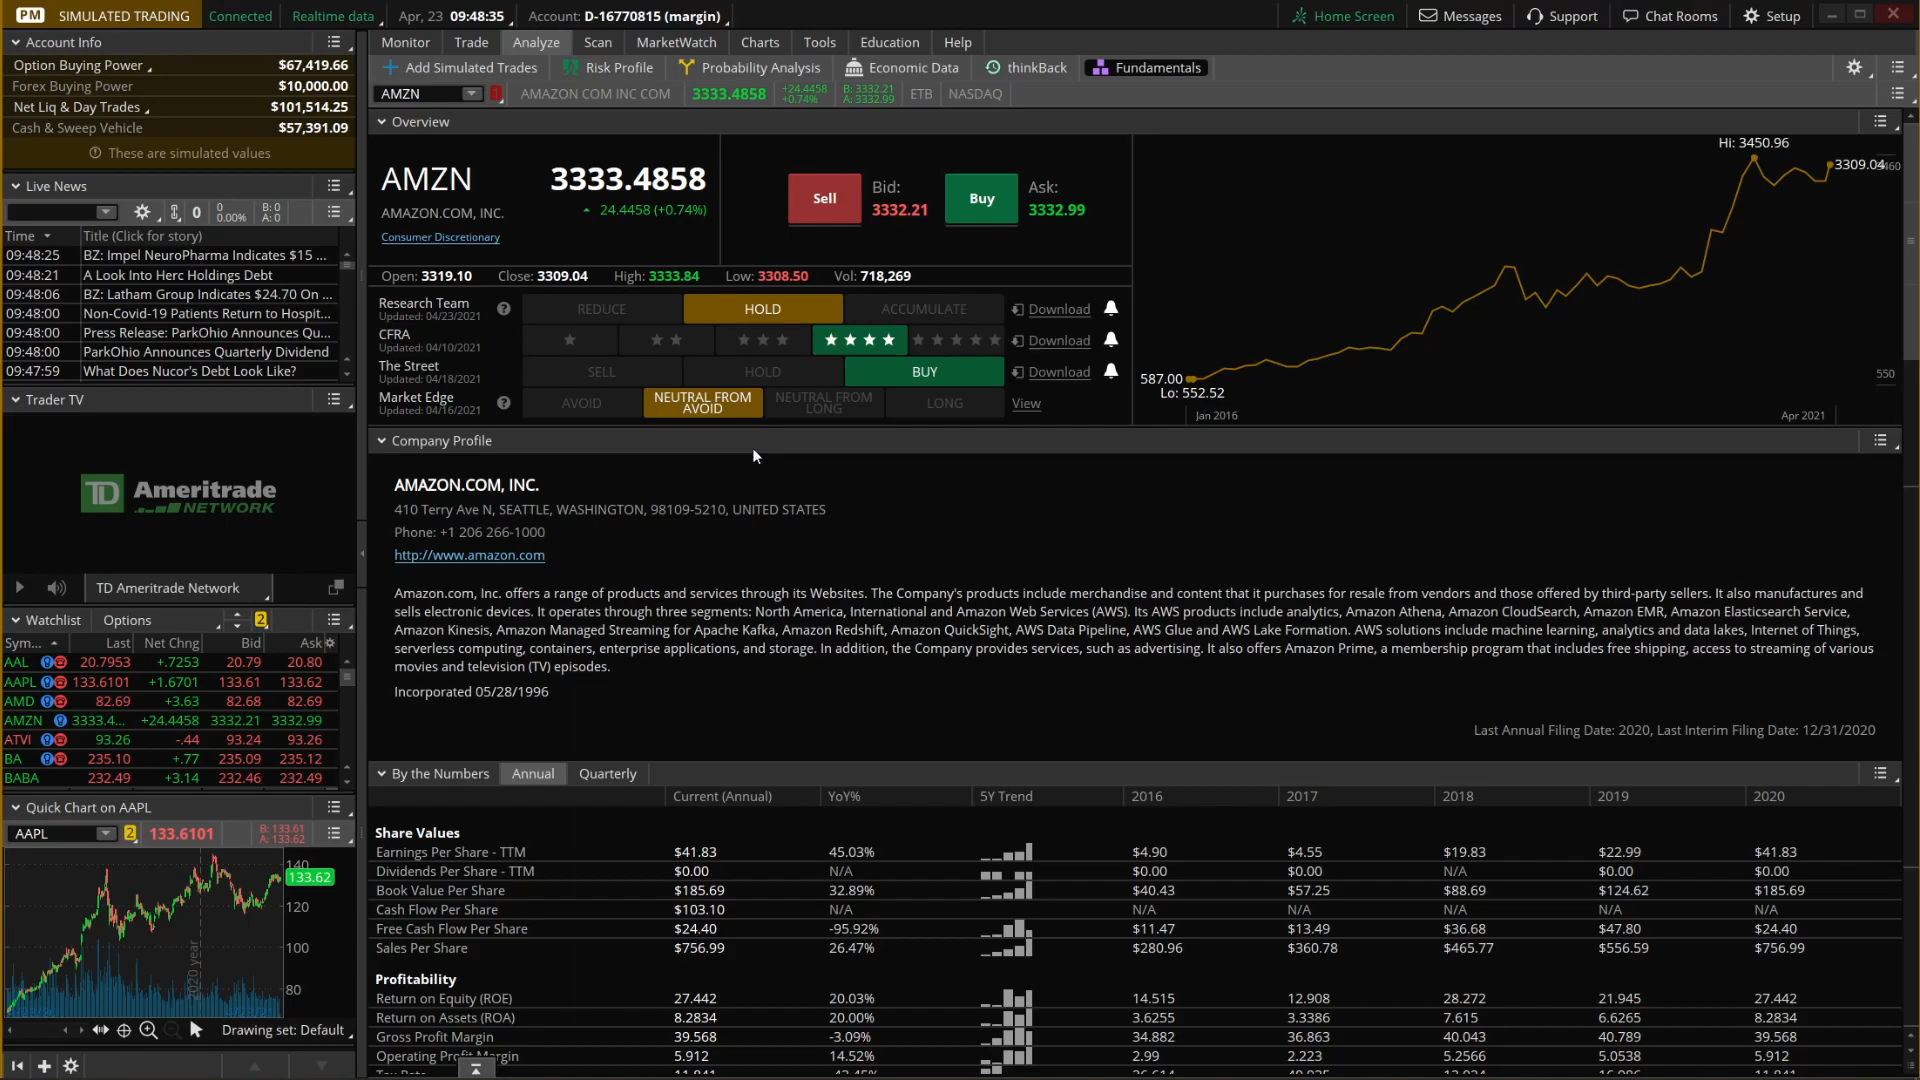 PM SIMULATED TRADING Connected Realtime data Apr, 23 09:48:35 Account: D-16770815 (margin) Home Screen Messages Support Chat Rooms Setup
Account Info
Option Buying Power $67,419.66
Forex Buying Power $10,000.00
Net Liq & Day Trades $101,514.25
Cash & Sweep Vehicle $57,391.09
These are simulated values
Live News
0 0 0.00% B: 0 A: 0
Time Title (Click for story)
09:48:25 BZ: Impel NeuroPharma Indicates $15 ...
09:48:21 A Look Into Herc Holdings Debt
09:48:06 BZ: Latham Group Indicates $24.70 On ...
09:48:00 Non-Covid-19 Patients Return to Hospit...
09:48:00 Press Release: ParkOhio Announces Qu...
09:48:00 ParkOhio Announces Quarterly Dividend
09:47:59 What Does Nucor's Debt Look Like?
Trader TV
TD Ameritrade
NETWORK
TD Ameritrade Network
Watchlist Options 2
Sym... Last Net Chng Bid Ask
AAL 20.7953 +.7253 20.79 20.80
AAPL 133.6101 +1.6701 133.61 133.62
AMD 82.69 +3.63 82.68 82.69
AMZN 3333.4... +24.4458 3332.21 3332.99
ATVI 93.26 -.44 93.24 93.26
BA 235.10 +.77 235.09 235.12
BABA 232.49 +3.14 232.46 232.49
Quick Chart on AAPL
AAPL 2 133.6101 B: 133.61 A: 133.62
140
133.62
120
100
80
2020 year
Drawing set: Default
Monitor Trade Analyze Scan MarketWatch Charts Tools Education Help
Add Simulated Trades Risk Profile Probability Analysis Economic Data thinkBack Fundamentals
AMZN 1 AMAZON COM INC COM 3333.4858 +24.4458 +0.74% B: 3332.21 A: 3332.99 ETB NASDAQ
Overview
AMZN 3333.4858
AMAZON.COM, INC. 24.4458 (+0.74%)
Consumer Discretionary
Sell Bid: 3332.21 Buy Ask: 3332.99
Open: 3319.10 Close: 3309.04 High: 3333.84 Low: 3308.50 Vol: 718,269
Research Team Updated: 04/23/2021 REDUCE HOLD ACCUMULATE Download
CFRA Updated: 04/10/2021 Download
The Street Updated: 04/18/2021 SELL HOLD BUY Download
Market Edge Updated: 04/16/2021 AVOID NEUTRAL FROM AVOID NEUTRAL FROM LONG LONG View
Hi: 3450.96
3309.04
587.00
Lo: 552.52
550
Jan 2016 Apr 2021
Company Profile
AMAZON.COM, INC.
410 Terry Ave N, SEATTLE, WASHINGTON, 98109-5210, UNITED STATES
Phone: +1 206 266-1000
http://www.amazon.com
Amazon.com, Inc. offers a range of products and services through its Websites. The Company's products include merchandise and content that it purchases for resale from vendors and those offered by third-party sellers. It also manufactures and
sells electronic devices. It operates through three segments: North America, International and Amazon Web Services (AWS). Its AWS products include analytics, Amazon Athena, Amazon CloudSearch, Amazon EMR, Amazon Elasticsearch Service,
Amazon Kinesis, Amazon Managed Streaming for Apache Kafka, Amazon Redshift, Amazon QuickSight, AWS Data Pipeline, AWS Glue and AWS Lake Formation. AWS solutions include machine learning, analytics and data lakes, Internet of Things,
serverless computing, containers, enterprise applications, and storage. In addition, the Company provides services, such as advertising. It also offers Amazon Prime, a membership program that includes free shipping, access to streaming of various
movies and television (TV) episodes.
Incorporated 05/28/1996
Last Annual Filing Date: 2020, Last Interim Filing Date: 12/31/2020
By the Numbers Annual Quarterly
Current (Annual) YoY% 5Y Trend 2016 2017 2018 2019 2020
Share Values
Earnings Per Share - TTM $41.83 45.03% $4.90 $4.55 $19.83 $22.99 $41.83
Dividends Per Share - TTM $0.00 N/A $0.00 $0.00 N/A $0.00 $0.00
Book Value Per Share $185.69 32.89% $40.43 $57.25 $88.69 $124.62 $185.69
Cash Flow Per Share $103.10 N/A N/A N/A N/A N/A N/A
Free Cash Flow Per Share $24.40 -95.92% $11.47 $13.49 $36.68 $47.80 $24.40
Sales Per Share $756.99 26.47% $280.96 $360.78 $465.77 $556.59 $756.99
Profitability
Return on Equity (ROE) 27.442 20.03% 14.515 12.908 28.272 21.945 27.442
Return on Assets (ROA) 8.2834 20.00% 3.6255 3.3386 7.615 6.6265 8.2834
Gross Profit Margin 39.568 -3.09% 34.882 36.863 40.043 40.789 39.568
Operating Profit Margin 5.912 14.52% 2.99 2.223 5.2566 5.0538 5.912